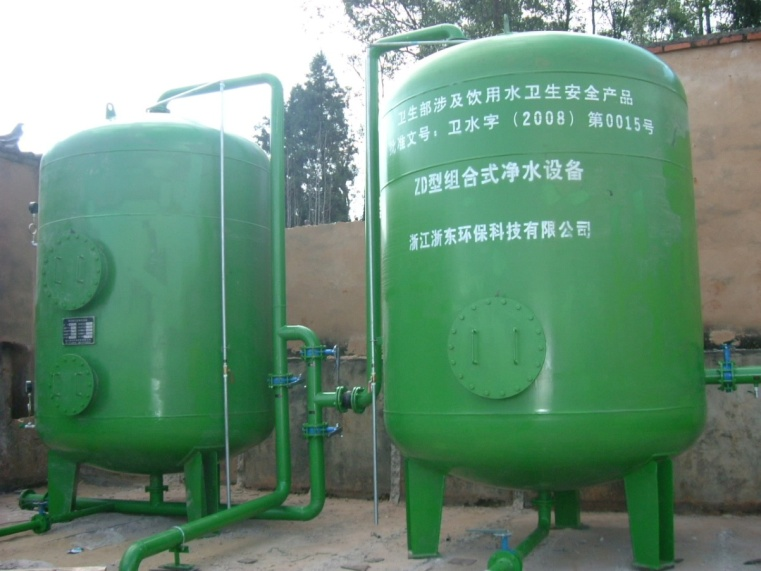 卫生部涉及饮用水卫生安全产品
批准文号：卫水字（2008）第0015号
ZD型组合式净水设备
浙江浙东环保科技有限公司